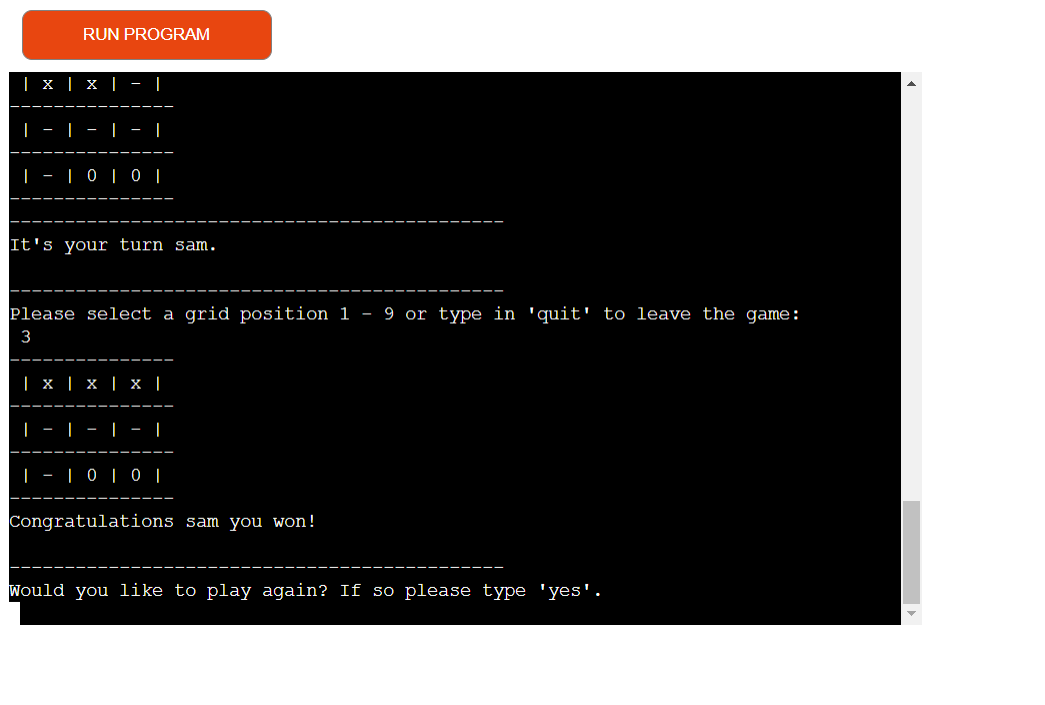 RUN PROGRAM
| x | x | - |
---------------
| - | - | - |
---------------
| - | 0 | 0 |
---------------
---------------------------------------------
It's your turn sam.
---------------------------------------------
Please select a grid position 1 - 9 or type in 'quit' to leave the game:
3
---------------
| x | x | x |
---------------
| - | - | - |
---------------
| - | 0 | 0 |
---------------
Congratulations sam you won!
---------------------------------------------
Would you like to play again? If so please type 'yes'.